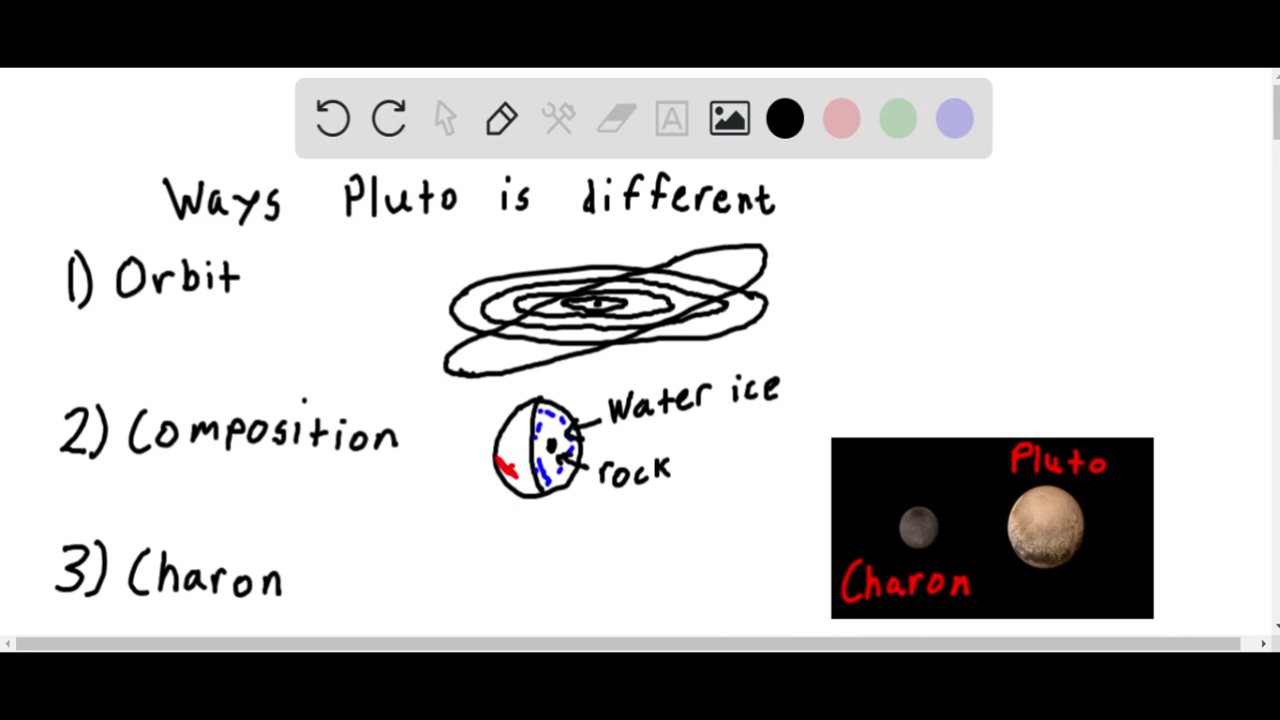 Ways Pluto is different
1) Orbit
2) Composition
Water ice
rock
3) Charon
Pluto
Charon
A